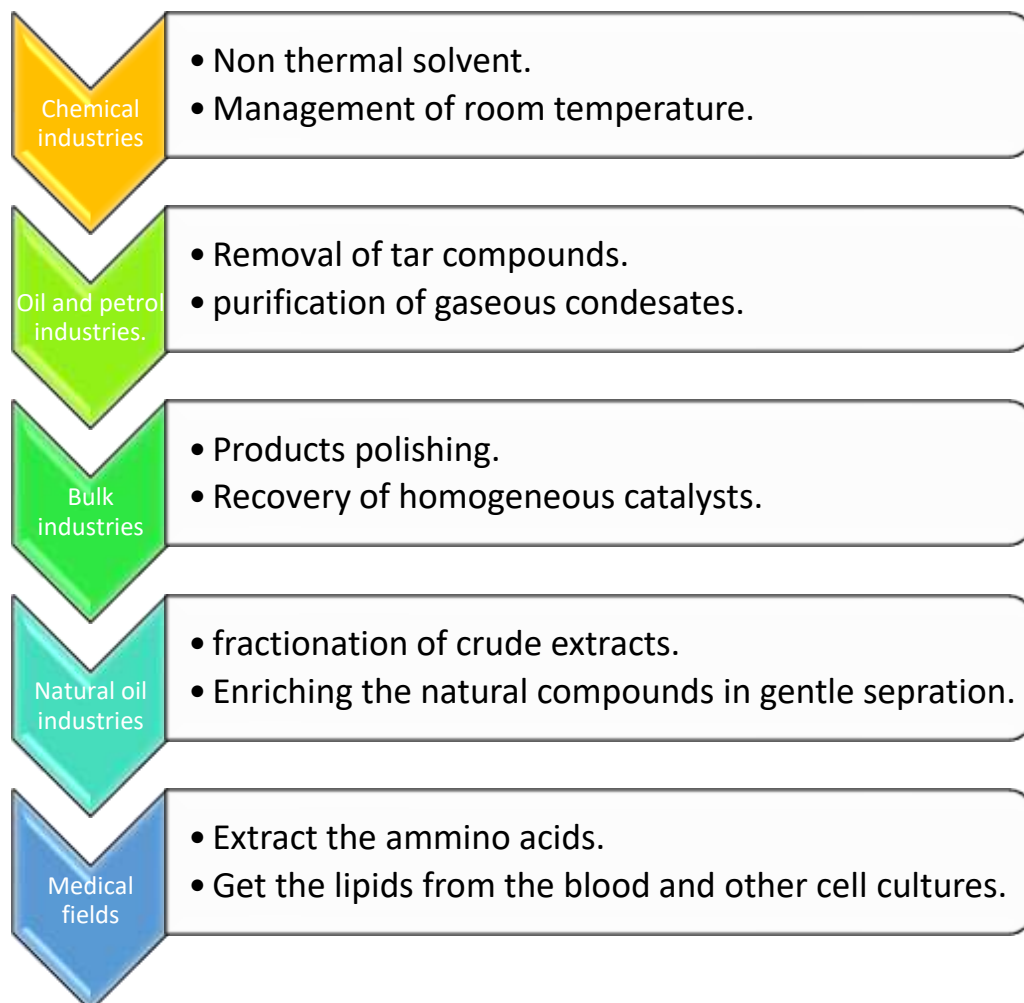 Chemical
industries
• Non thermal solvent.
• Management of room temperature.
Oil and petrol
industries.
• Removal of tar compounds.
• purification of gaseous condesates.
Bulk
industries
• Products polishing.
• Recovery of homogeneous catalysts.
Natural oil
industries
• fractionation of crude extracts.
• Enriching the natural compounds in gentle sepration.
Medical
fields
• Extract the ammino acids.
• Get the lipids from the blood and other cell cultures.